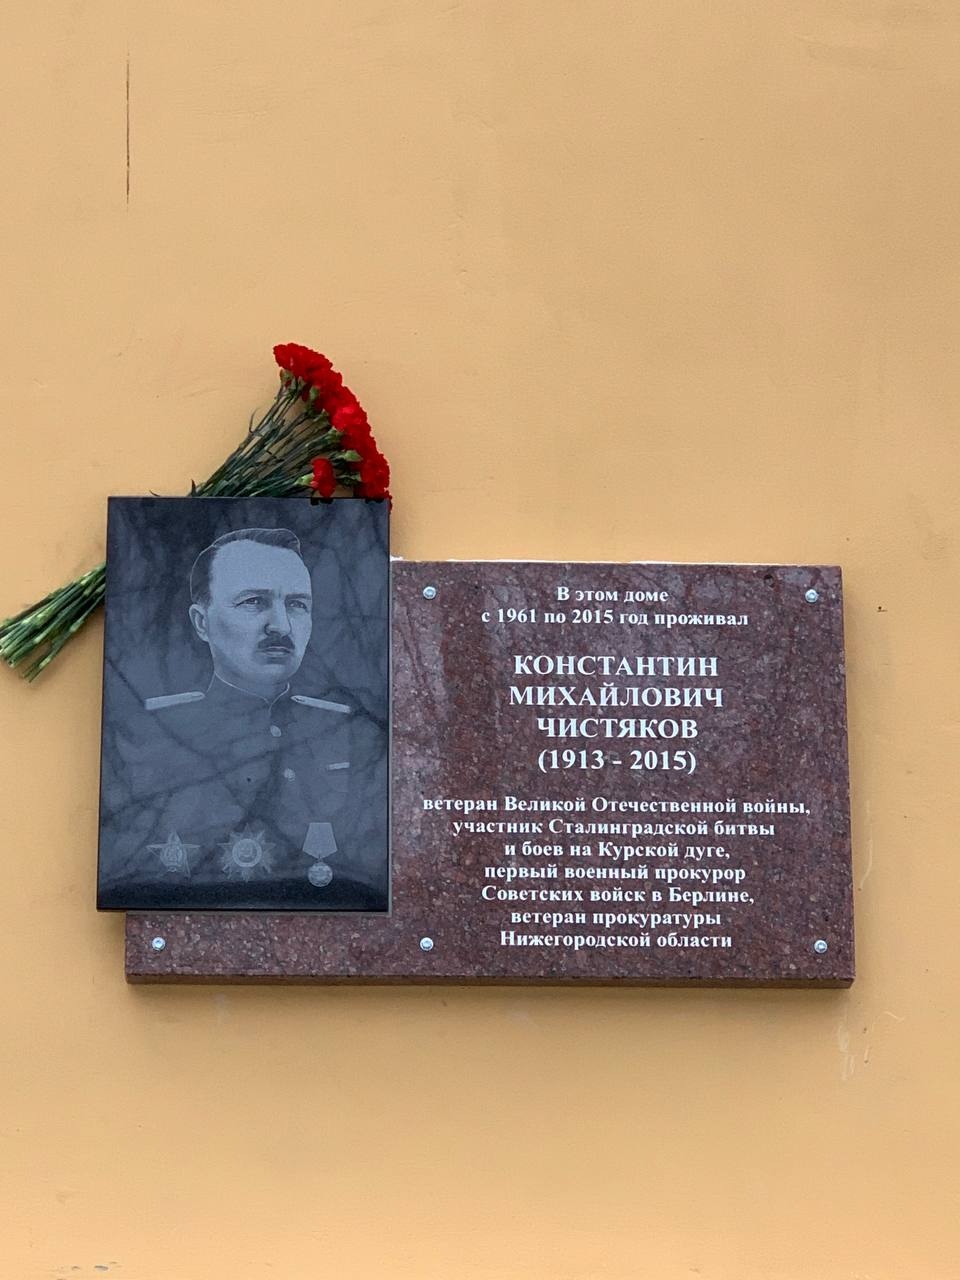 В этом доме
с 1961 по 2015 год проживал
КОНСТАНТИН
МИХАЙЛОВИЧ
ЧИСТЯКОВ
(1913 - 2015)
ветеран Великой Отечественной войны,
участник Сталинградской битвы
и боев на Курской дуге,
первый военный прокурор
Советских войск в Берлине,
ветеран прокуратуры
Нижегородской области